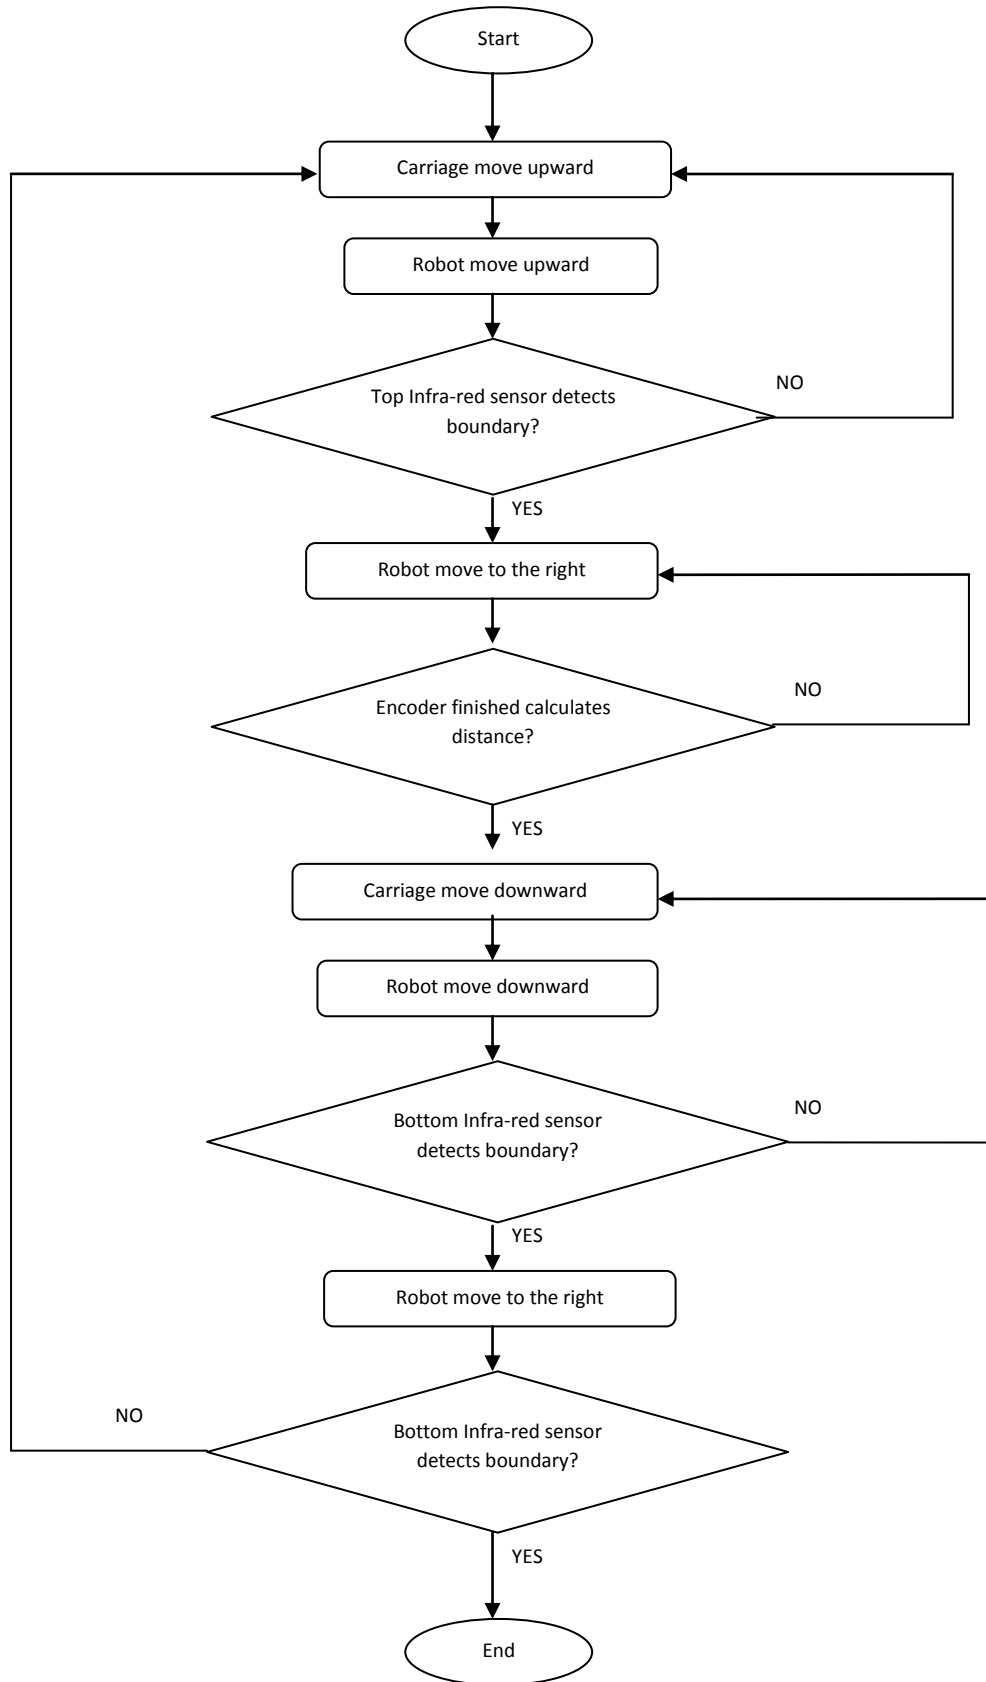 Start
Carriage move upward
Robot move upward
Top Infra-red sensor detects
boundary?
NO
YES
Robot move to the right
Encoder finished calculates
distance?
NO
YES
Carriage move downward
Robot move downward
Bottom Infra-red sensor
detects boundary?
NO
YES
Robot move to the right
Bottom Infra-red sensor
detects boundary?
NO
YES
End